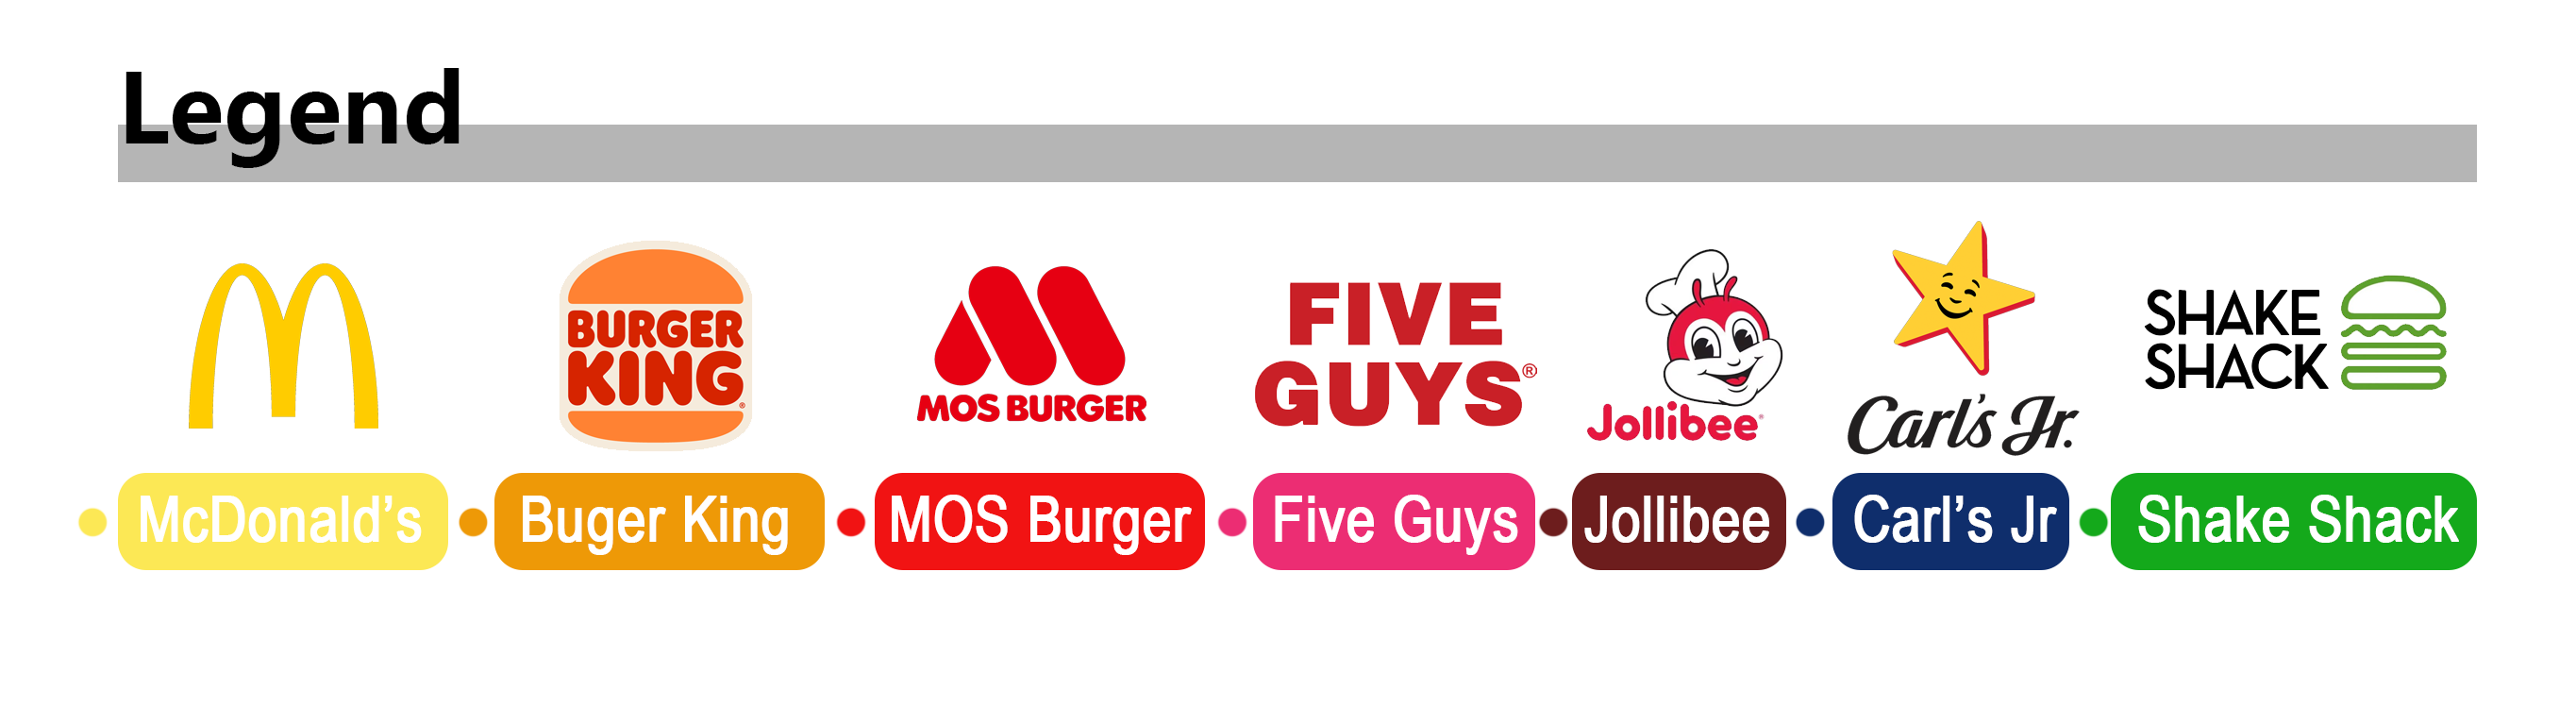 Legend
BURGER
KING
MOS BURGER
FIVE
GUYS®
Jollibee
Carl's Jr.
SHAKE
SHACK
McDonald's
Buger King
MOS Burger
Five Guys
Jollibee
Carl's Jr
Shake Shack